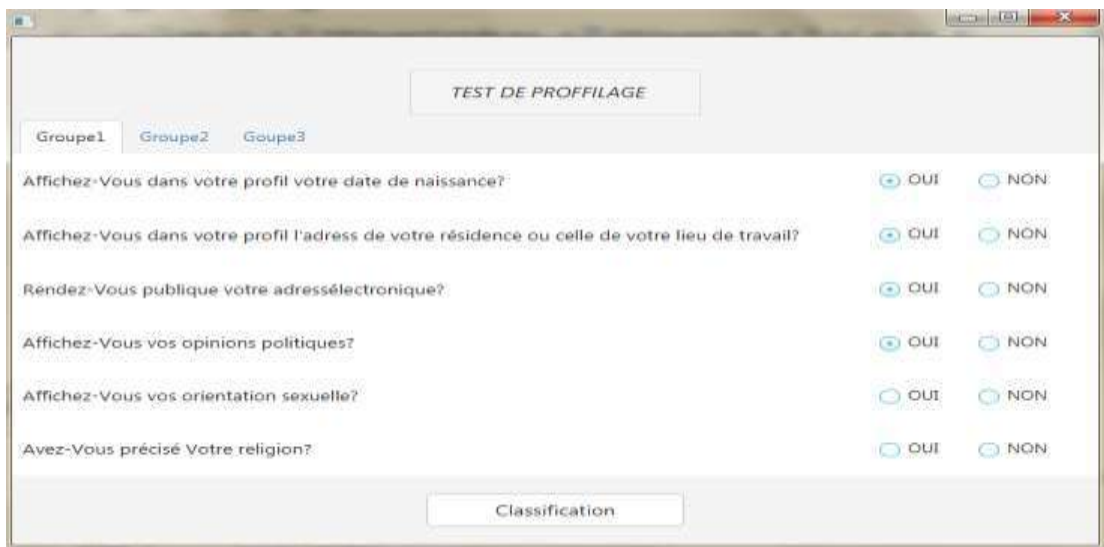 TEST DE PROFFILAGE
Groupe1 Groupe2 Goupe3
Affichez-Vous dans votre profil votre date de naissance? OUI NON
Affichez-Vous dans votre profil l'adress de votre résidence ou celle de votre lieu de travail? OUI NON
Rendez-Vous publique votre adressélectronique? OUI NON
Affichez-Vous vos opinions politiques? OUI NON
Affichez-Vous vos orientation sexuelle? OUI NON
Avez-Vous précisé Votre religion? OUI NON
Classification